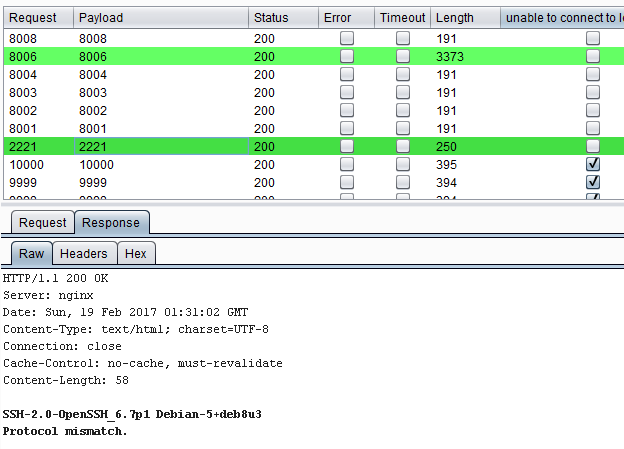 Request Payload Status Error Timeout Length unable to connect to
8008 8008 200 191
8006 8006 200 3373
8004 8004 200 191
8003 8003 200 191
8002 8002 200 191
8001 8001 200 191
2221 2221 200 250
10000 10000 200 395
9999 9999 200 394
Request Response
Raw Headers Hex
HTTP/1.1 200 OK
Server: nginx
Date: Sun, 19 Feb 2017 01:31:02 GMT
Content-Type: text/html; charset=UTF-8
Connection: close
Cache-Control: no-cache, must-revalidate
Content-Length: 58
SSH-2.0-OpenSSH_6.7p1 Debian-5+deb8u3
Protocol mismatch.